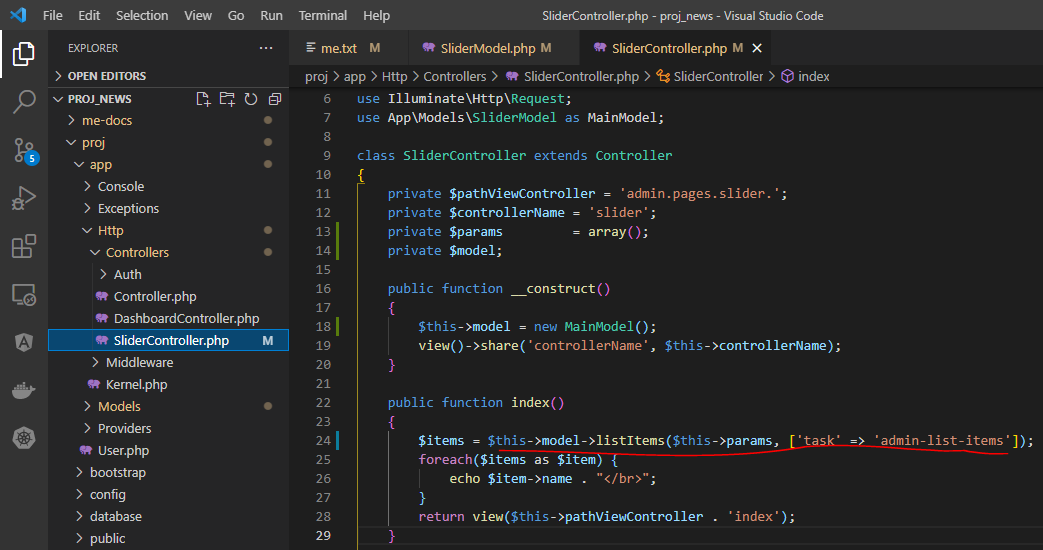 File Edit Selection View Go Run Terminal Help SliderController.php - proj_news - Visual Studio Code
EXPLORER ...
me.txt M SliderModel.php M SliderController.php M
proj > app > Http > Controllers > SliderController.php > SliderController > index
OPEN EDITORS
PROJ_NEWS
me-docs
proj
app
Console
Exceptions
Http
Controllers
Auth
Controller.php
DashboardController.php
SliderController.php M
Middleware
Kernel.php
Models
Providers
User.php
bootstrap
config
database
public
5
6 use Illuminate\Http\Request;
7 use App\Models\SliderModel as MainModel;
8
9 class SliderController extends Controller
10 {
11 private $pathViewController = 'admin.pages.slider.';
12 private $controllerName = 'slider';
13 private $params = array();
14 private $model;
15
16 public function __construct()
17 {
18 $this->model = new MainModel();
19 view()->share('controllerName', $this->controllerName);
20 }
21
22 public function index()
23 {
24 $items = $this->model->listItems($this->params, ['task' => 'admin-list-items']);
25 foreach($items as $item) {
26 echo $item->name . "</br>";
27 }
28 return view($this->pathViewController . 'index');
29 }